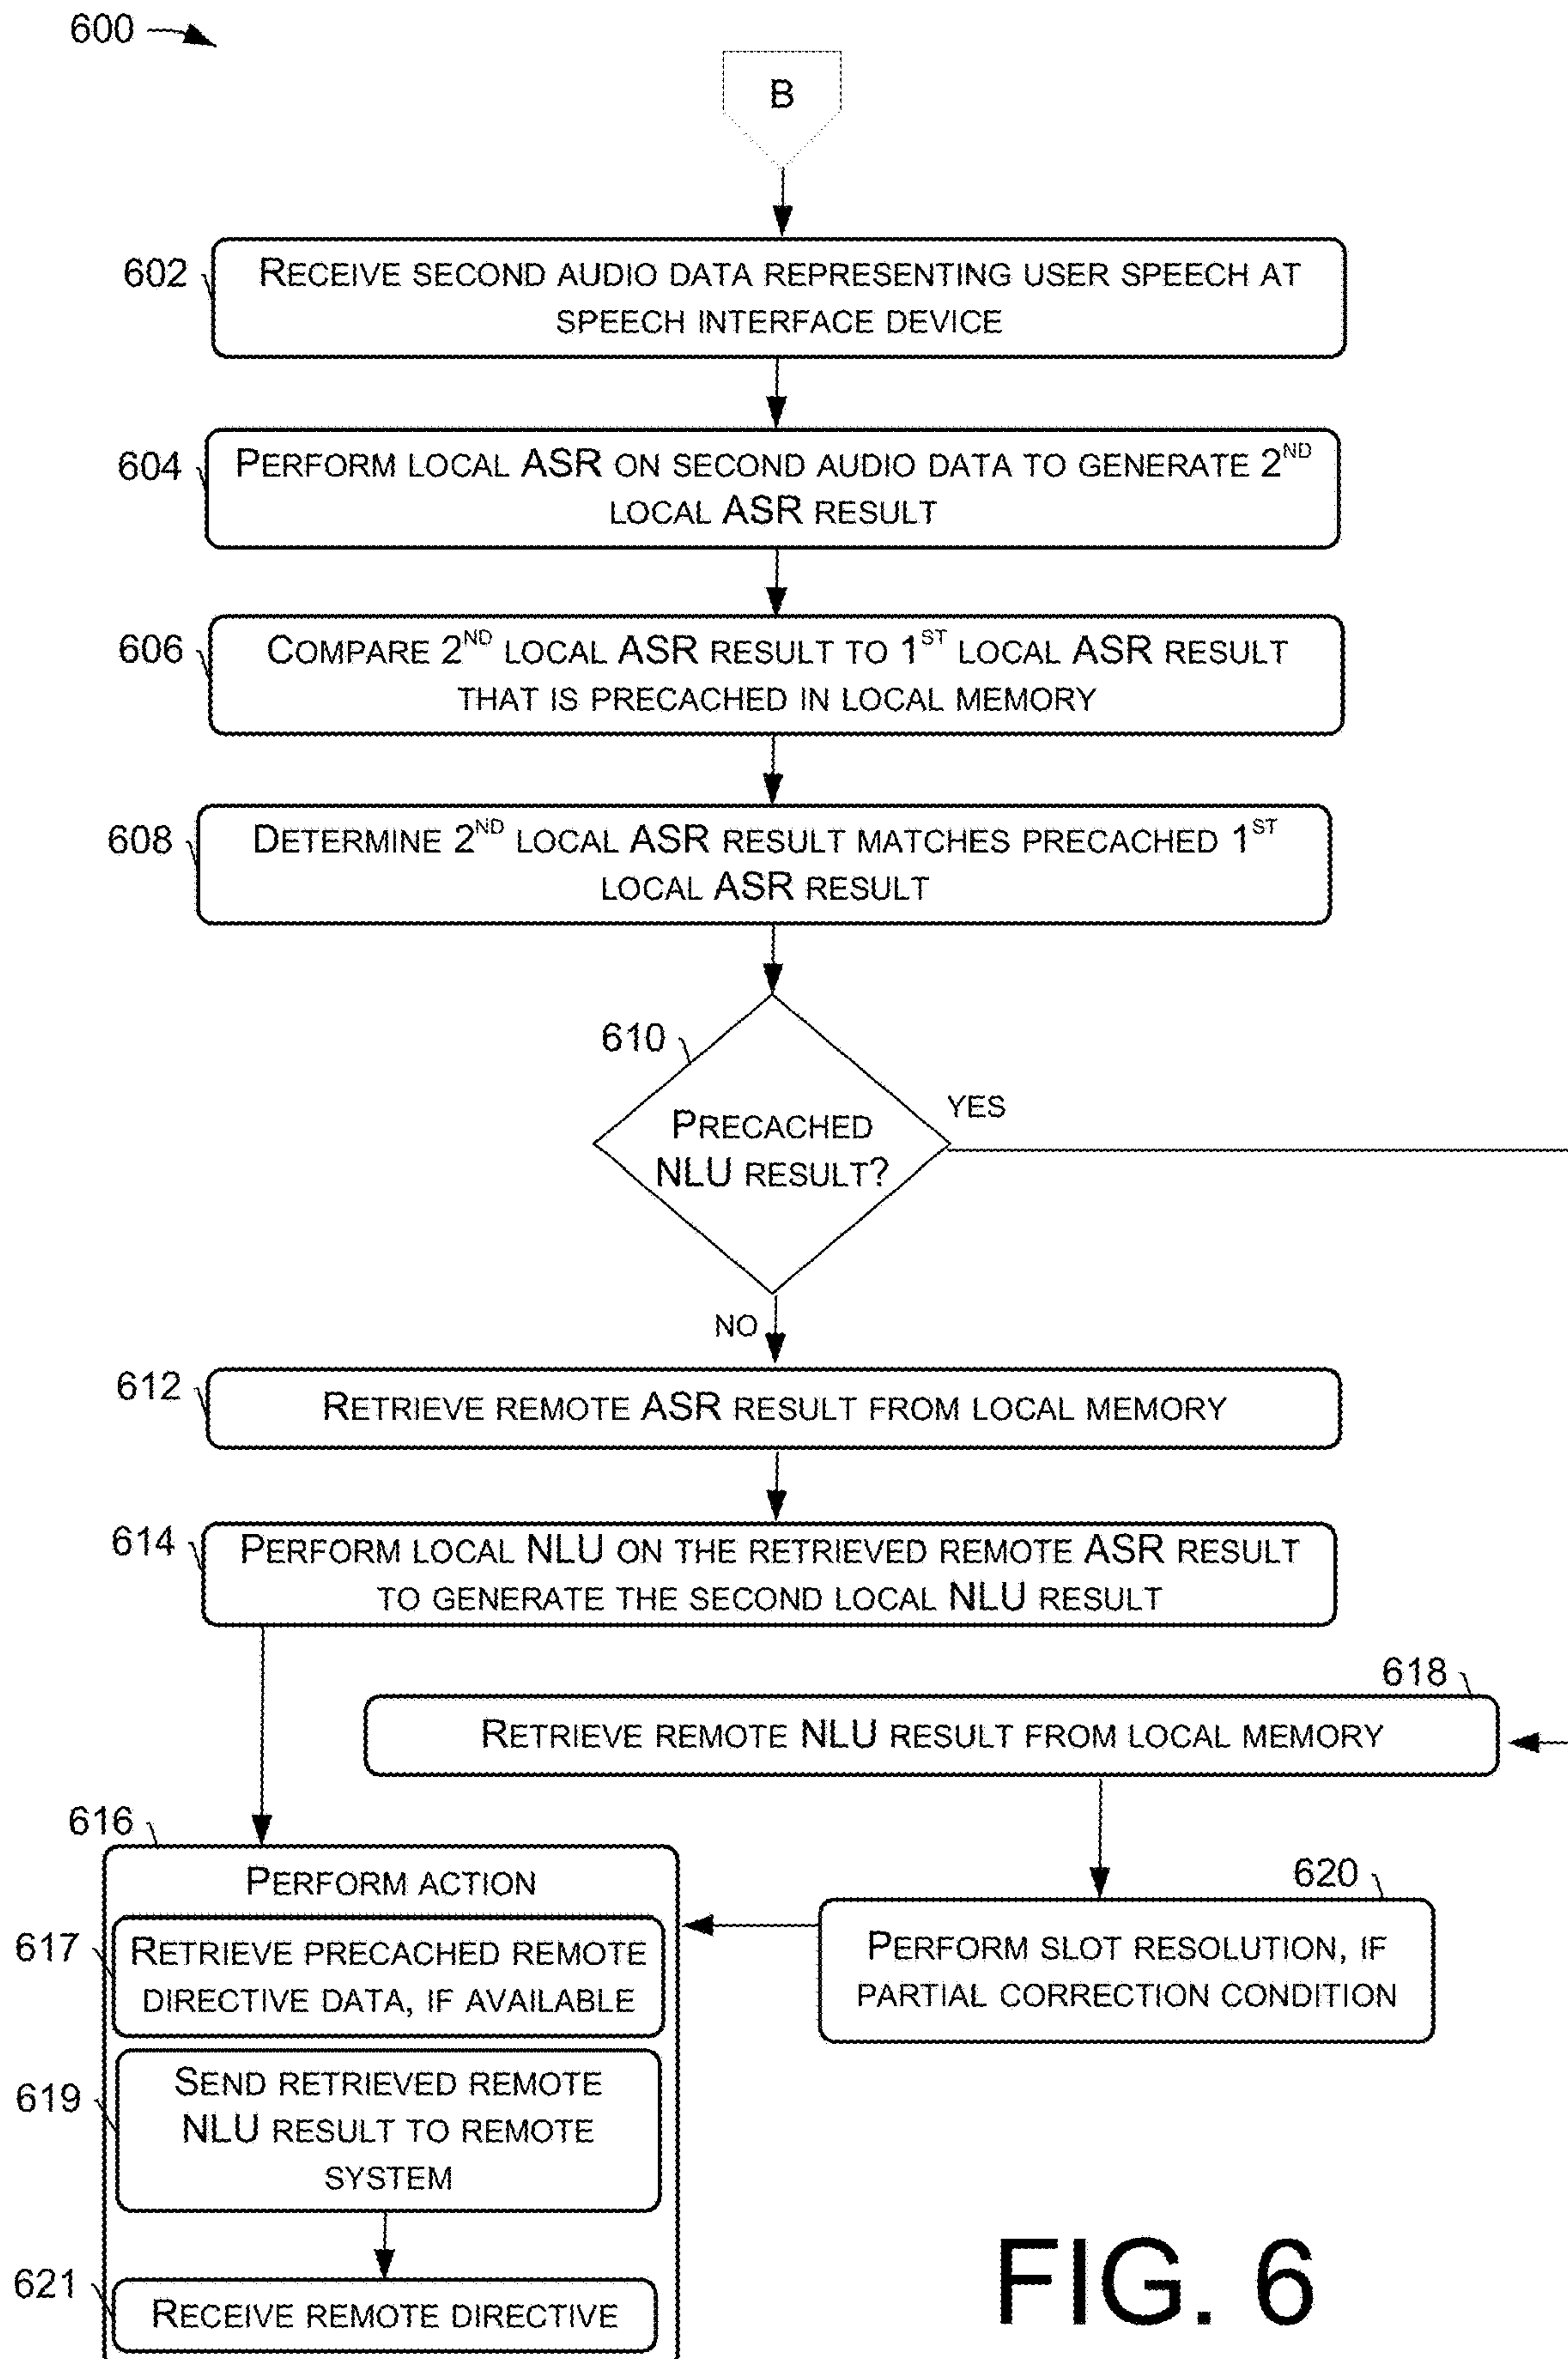 600
B
602
RECEIVE SECOND AUDIO DATA REPRESENTING USER SPEECH AT
SPEECH INTERFACE DEVICE
604
PERFORM LOCAL ASR ON SECOND AUDIO DATA TO GENERATE 2ND
LOCAL ASR RESULT
606
COMPARE 2ND LOCAL ASR RESULT TO 1ST LOCAL ASR RESULT
THAT IS PRECACHED IN LOCAL MEMORY
608
DETERMINE 2ND LOCAL ASR RESULT MATCHES PRECACHED 1ST
LOCAL ASR RESULT
610
PRECACHED
NLU RESULT?
YES
NO
612
RETRIEVE REMOTE ASR RESULT FROM LOCAL MEMORY
614
PERFORM LOCAL NLU ON THE RETRIEVED REMOTE ASR RESULT
TO GENERATE THE SECOND LOCAL NLU RESULT
618
RETRIEVE REMOTE NLU RESULT FROM LOCAL MEMORY
616
PERFORM ACTION
617
RETRIEVE PRECACHED REMOTE
DIRECTIVE DATA, IF AVAILABLE
620
PERFORM SLOT RESOLUTION, IF
PARTIAL CORRECTION CONDITION
619
SEND RETRIEVED REMOTE
NLU RESULT TO REMOTE
SYSTEM
621
RECEIVE REMOTE DIRECTIVE
FIG. 6